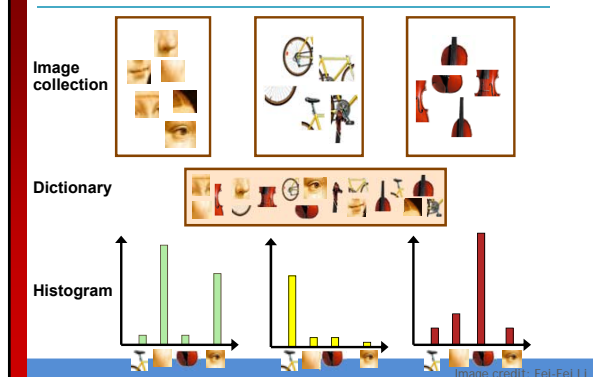 Image
collection
Dictionary
Histogram
Image credit: Fei-Fei Li